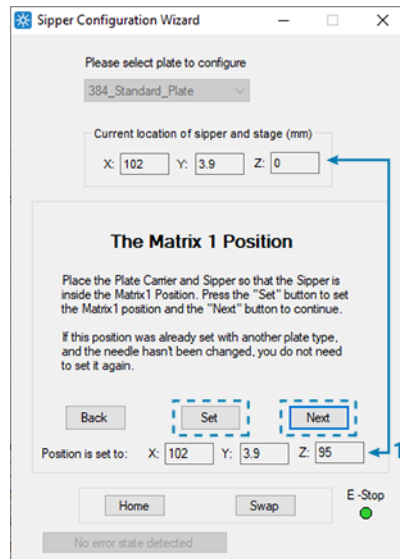 Sipper Configuration Wizard
Please select plate to configure
384_Standard_Plate
Current location of sipper and stage (mm)
X: 102 Y: 3.9 Z: 0
The Matrix 1 Position
Place the Plate Carrier and Sipper so that the Sipper is
inside the Matrix1 Position. Press the "Set" button to set
the Matrix1 position and the "Next" button to continue.
If this position was already set with another plate type,
and the needle hasn't been changed, you do not need
to set it again.
Back Set Next
Position is set to: X: 102 Y: 3.9 Z: 95 1
Home Swap E -Stop
No error state detected